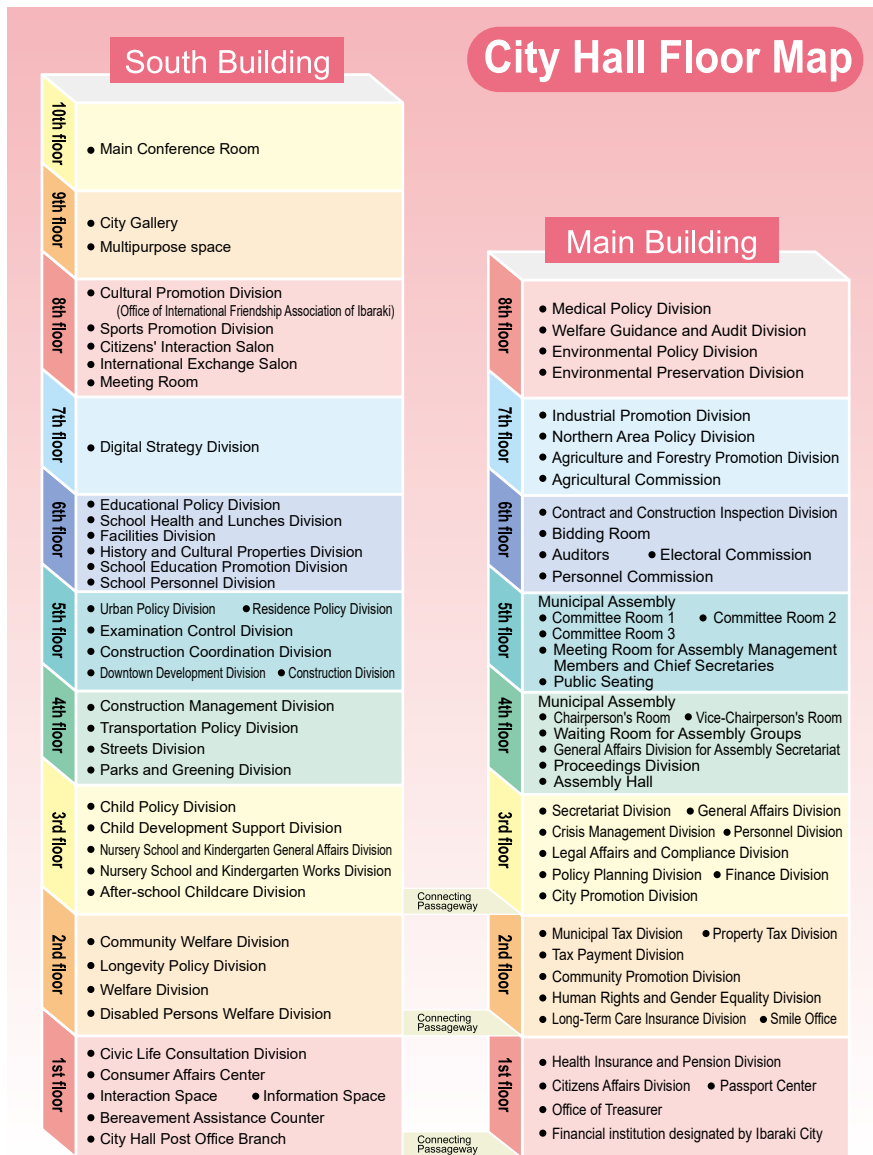 City Hall Floor Map
South Building
10th floor
● Main Conference Room
9th floor
● City Gallery
● Multipurpose space
8th floor
● Cultural Promotion Division
(Office of International Friendship Association of Ibaraki)
● Sports Promotion Division
● Citizens' Interaction Salon
● International Exchange Salon
● Meeting Room
7th floor
● Digital Strategy Division
6th floor
● Educational Policy Division
● School Health and Lunches Division
● Facilities Division
● History and Cultural Properties Division
● School Education Promotion Division
● School Personnel Division
5th floor
● Urban Policy Division ● Residence Policy Division
● Examination Control Division
● Construction Coordination Division
● Downtown Development Division ● Construction Division
4th floor
● Construction Management Division
● Transportation Policy Division
● Streets Division
● Parks and Greening Division
3rd floor
● Child Policy Division
● Child Development Support Division
● Nursery School and Kindergarten General Affairs Division
● Nursery School and Kindergarten Works Division
● After-school Childcare Division
2nd floor
● Community Welfare Division
● Longevity Policy Division
● Welfare Division
● Disabled Persons Welfare Division
1st floor
● Civic Life Consultation Division
● Consumer Affairs Center
● Interaction Space ● Information Space
● Bereavement Assistance Counter
● City Hall Post Office Branch
Connecting
Passageway
Connecting
Passageway
Connecting
Passageway
Main Building
8th floor
● Medical Policy Division
● Welfare Guidance and Audit Division
● Environmental Policy Division
● Environmental Preservation Division
7th floor
● Industrial Promotion Division
● Northern Area Policy Division
● Agriculture and Forestry Promotion Division
● Agricultural Commission
6th floor
● Contract and Construction Inspection Division
● Bidding Room
● Auditors ● Electoral Commission
● Personnel Commission
5th floor
Municipal Assembly
● Committee Room 1 ● Committee Room 2
● Committee Room 3
● Meeting Room for Assembly Management
Members and Chief Secretaries
● Public Seating
4th floor
Municipal Assembly
● Chairperson's Room ● Vice-Chairperson's Room
● Waiting Room for Assembly Groups
● General Affairs Division for Assembly Secretariat
● Proceedings Division
● Assembly Hall
3rd floor
● Secretariat Division ● General Affairs Division
● Crisis Management Division ● Personnel Division
● Legal Affairs and Compliance Division
● Policy Planning Division ● Finance Division
● City Promotion Division
2nd floor
● Municipal Tax Division ● Property Tax Division
● Tax Payment Division
● Community Promotion Division
● Human Rights and Gender Equality Division
● Long-Term Care Insurance Division ● Smile Office
1st floor
● Health Insurance and Pension Division
● Citizens Affairs Division ● Passport Center
● Office of Treasurer
● Financial institution designated by Ibaraki City